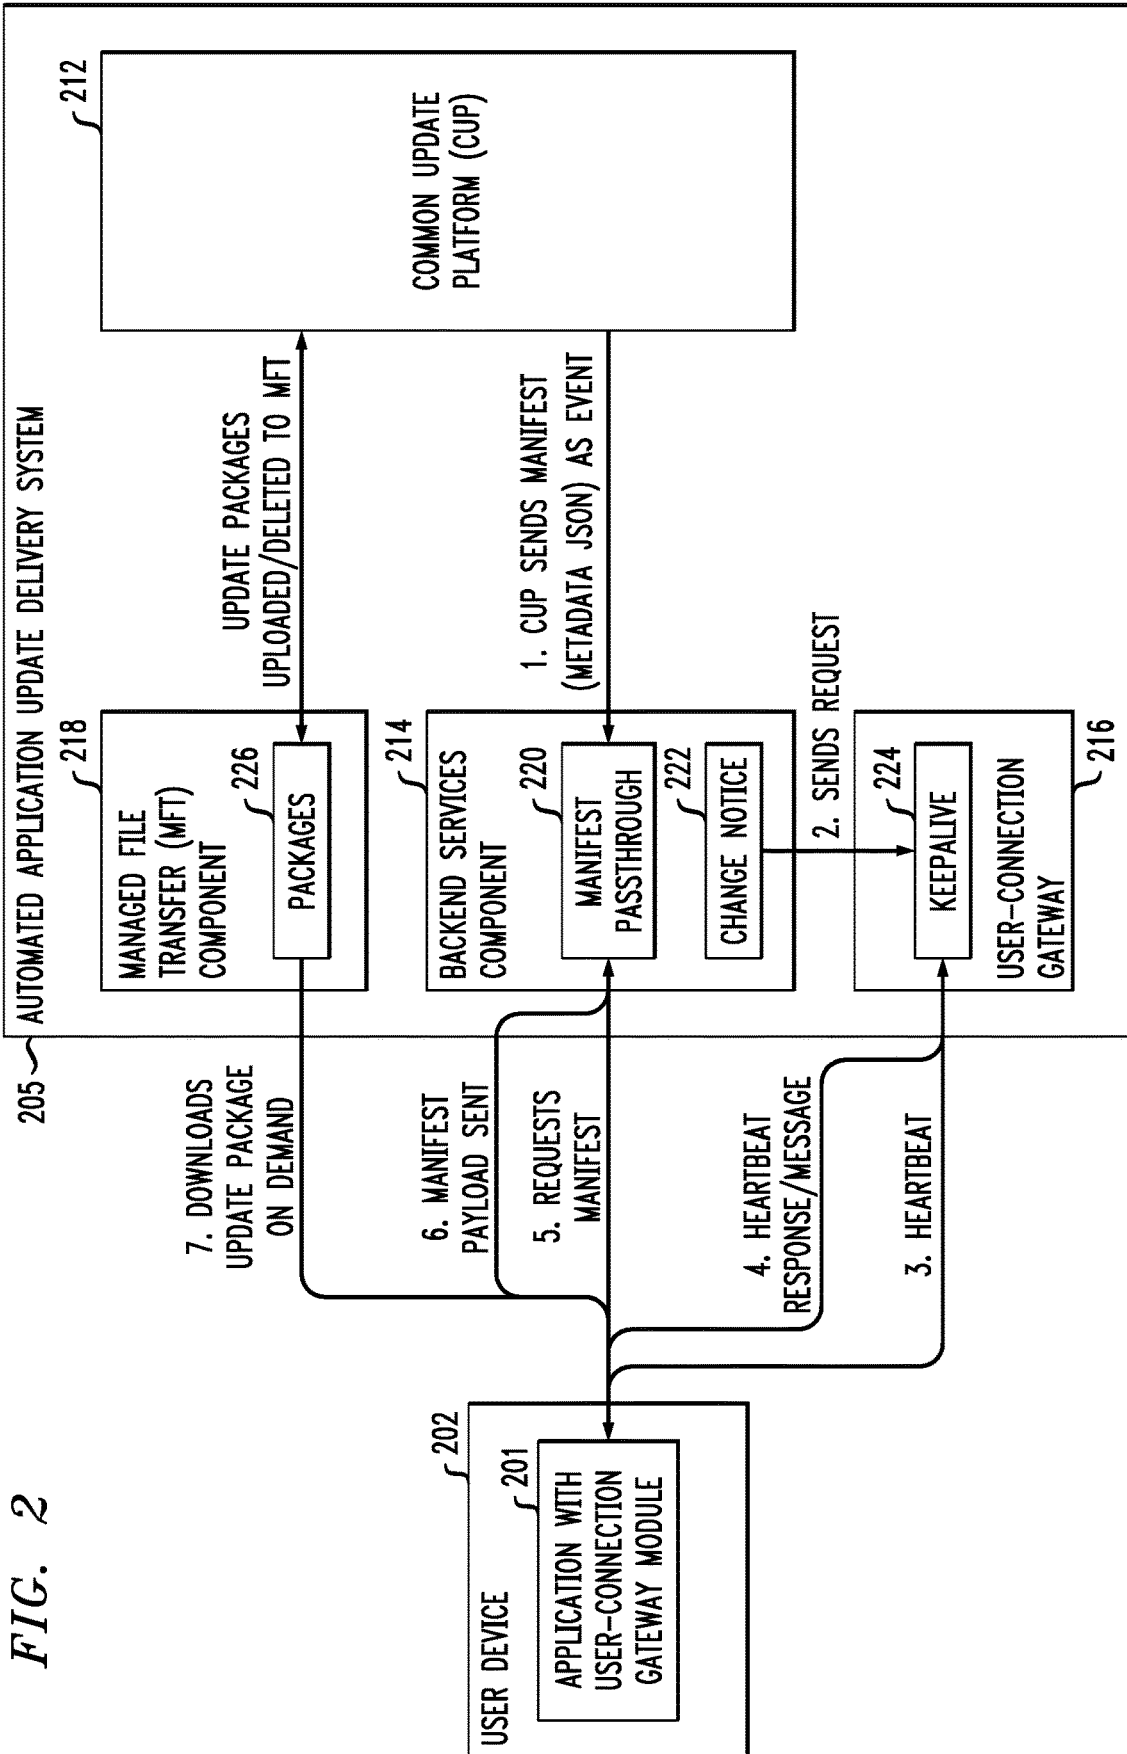 FIG. 2
205
AUTOMATED APPLICATION UPDATE DELIVERY SYSTEM
USER DEVICE
202
201
APPLICATION WITH
USER-CONNECTION
GATEWAY MODULE
7. DOWNLOADS
UPDATE PACKAGE
ON DEMAND
6. MANIFEST
PAYLOAD SENT
5. REQUESTS
MANIFEST
4. HEARTBEAT
RESPONSE/MESSAGE
3. HEARTBEAT
MANAGED FILE
TRANSFER (MFT)
COMPONENT
218
226
PACKAGES
BACKEND SERVICES
COMPONENT
214
220
MANIFEST
PASSTHROUGH
222
CHANGE NOTICE
2. SENDS REQUEST
224
KEEPALIVE
USER-CONNECTION
GATEWAY
216
UPDATE PACKAGES
UPLOADED/DELETED TO MFT
1. CUP SENDS MANIFEST
(METADATA JSON) AS EVENT
212
COMMON UPDATE
PLATFORM (CUP)